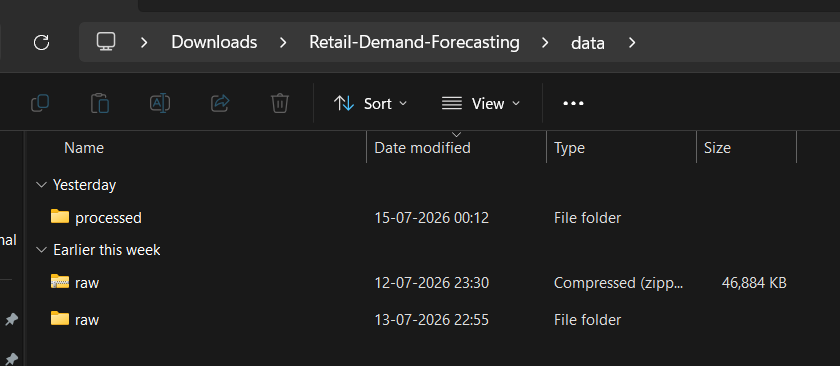 Downloads > Retail-Demand-Forecasting > data >
Sort View
Name Date modified Type Size
Yesterday
processed 15-07-2026 00:12 File folder
nal
Earlier this week
raw 12-07-2026 23:30 Compressed (zipp... 46,884 KB
raw 13-07-2026 22:55 File folder